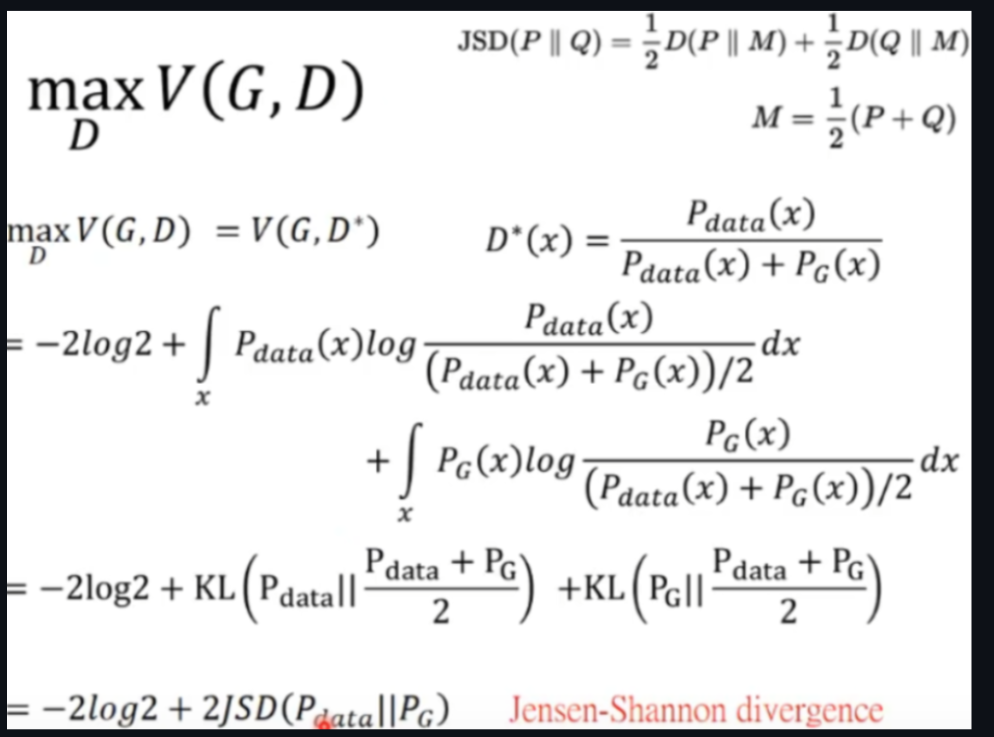 max V(G, D)
D
JSD(P ∥ Q) = 1/2 D(P ∥ M) + 1/2 D(Q ∥ M)
M = 1/2 (P + Q)
max V(G, D) = V(G, D*)
D
D*(x) = P_data(x) / (P_data(x) + P_G(x))
= −2log2 + ∫_x P_data(x)log P_data(x) / ((P_data(x) + P_G(x))/2) dx
+ ∫_x P_G(x)log P_G(x) / ((P_data(x) + P_G(x))/2) dx
= −2log2 + KL(P_data || (P_data + P_G)/2) +KL(P_G || (P_data + P_G)/2)
= −2log2 + 2JSD(P_data||P_G) Jensen-Shannon divergence